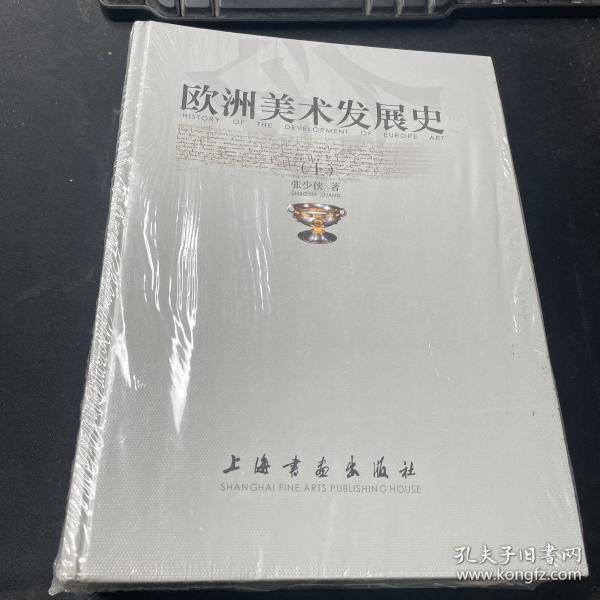 欧洲美术发展史
HISTORY OF THE DEVELOPMENT OF EUROPE ART
（上）
张少侠 著
SHAOXIA ZHANG
上海书画出版社
SHANGHAI FINE ARTS PUBLISHING HOUSE
孔夫子旧书网
www.kongfz.com